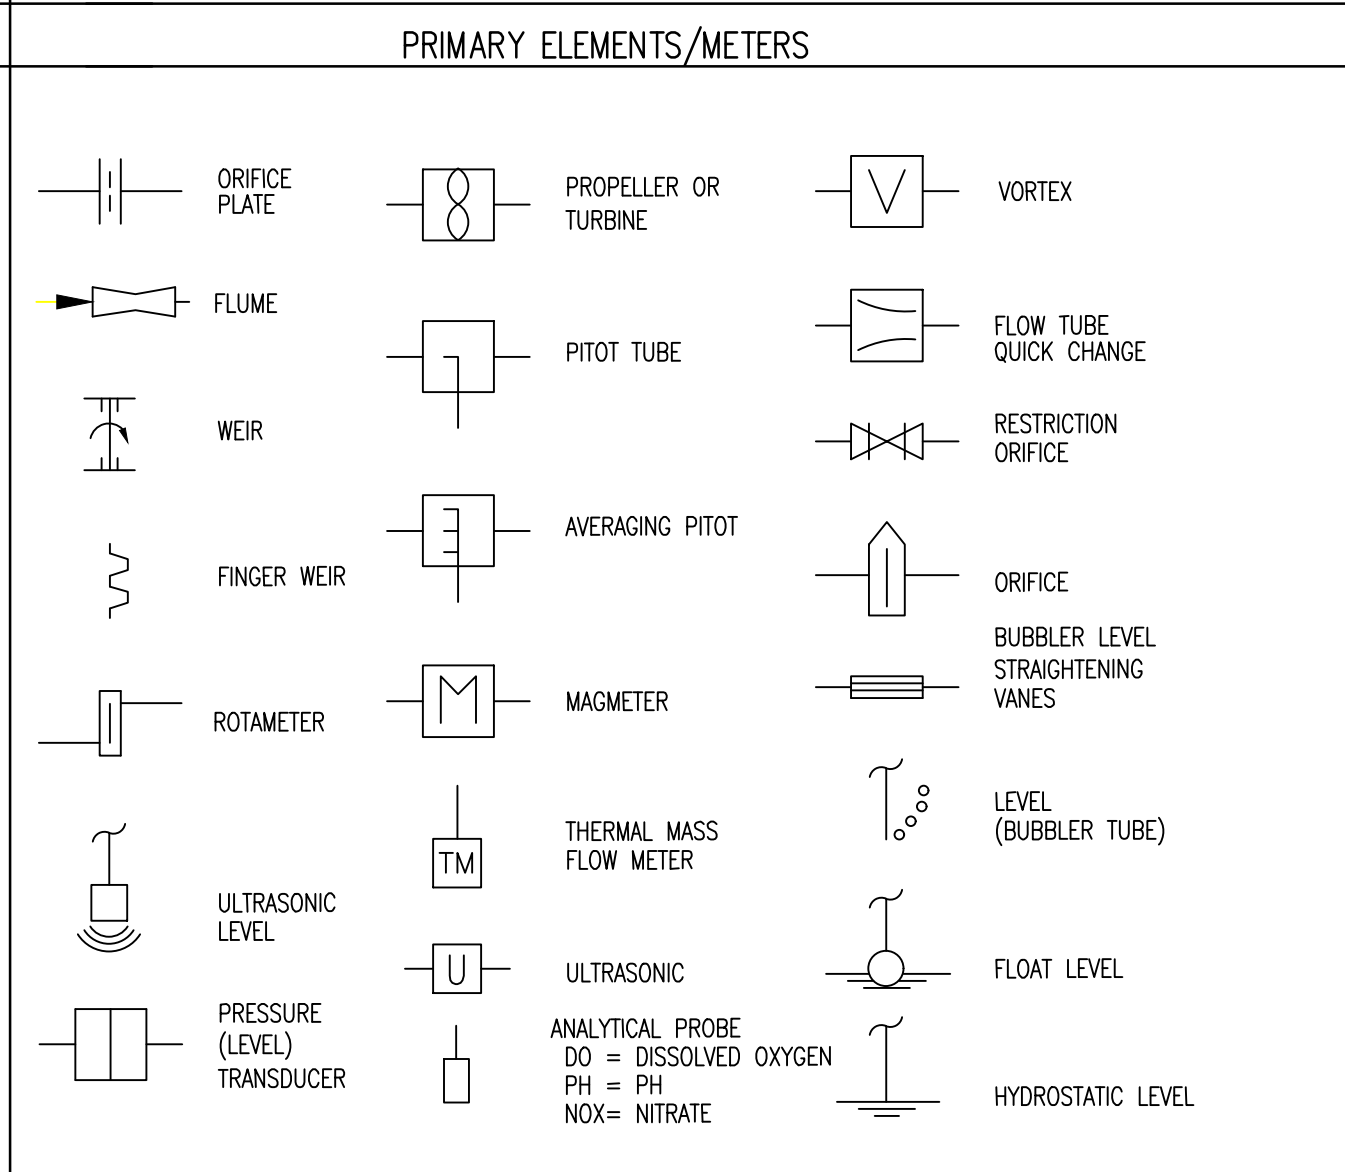 PRIMARY ELEMENTS/METERS
ORIFICE
PLATE
FLUME
WEIR
FINGER WEIR
ROTAMETER
ULTRASONIC
LEVEL
PRESSURE
(LEVEL)
TRANSDUCER
PROPELLER OR
TURBINE
PITOT TUBE
AVERAGING PITOT
M
MAGMETER
TM
THERMAL MASS
FLOW METER
U
ULTRASONIC
ANALYTICAL PROBE
DO = DISSOLVED OXYGEN
PH = PH
NOX= NITRATE
V
VORTEX
FLOW TUBE
QUICK CHANGE
RESTRICTION
ORIFICE
ORIFICE
BUBBLER LEVEL
STRAIGHTENING
VANES
LEVEL
(BUBBLER TUBE)
FLOAT LEVEL
HYDROSTATIC LEVEL